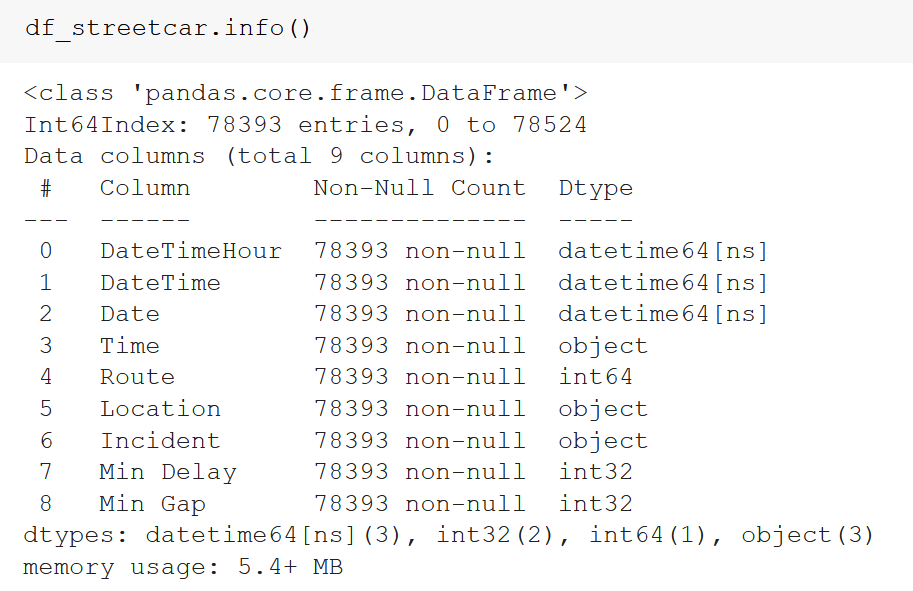 df_streetcar.info()
<class 'pandas.core.frame.DataFrame'>
Int64Index: 78393 entries, 0 to 78524
Data columns (total 9 columns):
 #   Column        Non-Null Count  Dtype
---  ------        --------------  -----
 0   DateTimeHour  78393 non-null  datetime64[ns]
 1   DateTime      78393 non-null  datetime64[ns]
 2   Date          78393 non-null  datetime64[ns]
 3   Time          78393 non-null  object
 4   Route         78393 non-null  int64
 5   Location      78393 non-null  object
 6   Incident      78393 non-null  object
 7   Min Delay     78393 non-null  int32
 8   Min Gap       78393 non-null  int32
dtypes: datetime64[ns](3), int32(2), int64(1), object(3)
memory usage: 5.4+ MB